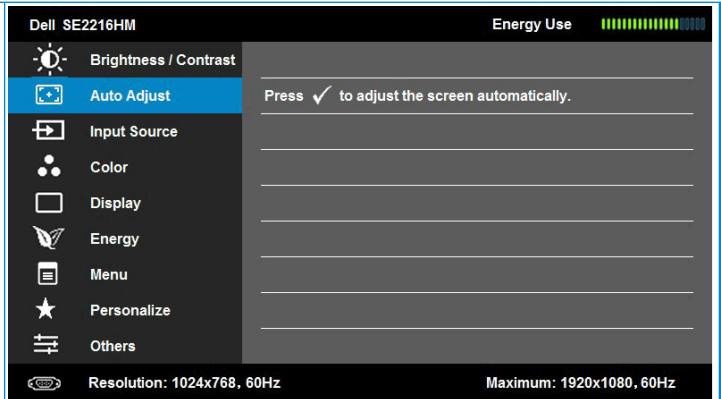 Dell SE2216HM Energy Use
Brightness / Contrast
Auto Adjust Press ✓ to adjust the screen automatically.
Input Source
Color
Display
Energy
Menu
Personalize
Others
Resolution: 1024x768, 60Hz Maximum: 1920x1080, 60Hz